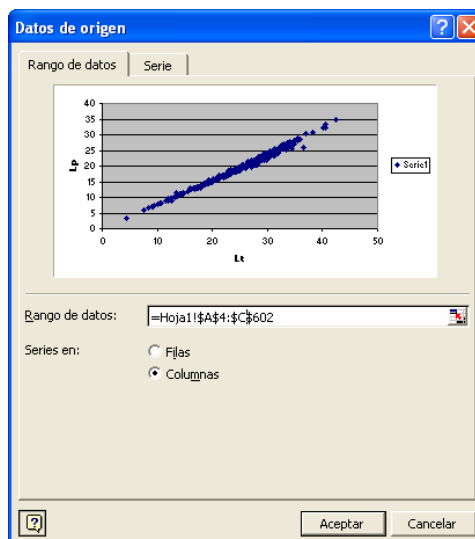 Datos de origen
Rango de datos
Serie
40
35
30
25
20
15
10
5
0
Lp
0 10 20 30 40 50
Lt
Serie1
Rango de datos: =Hoja1!$A$4:$C$602
Series en:
Filas
Columnas
Aceptar
Cancelar